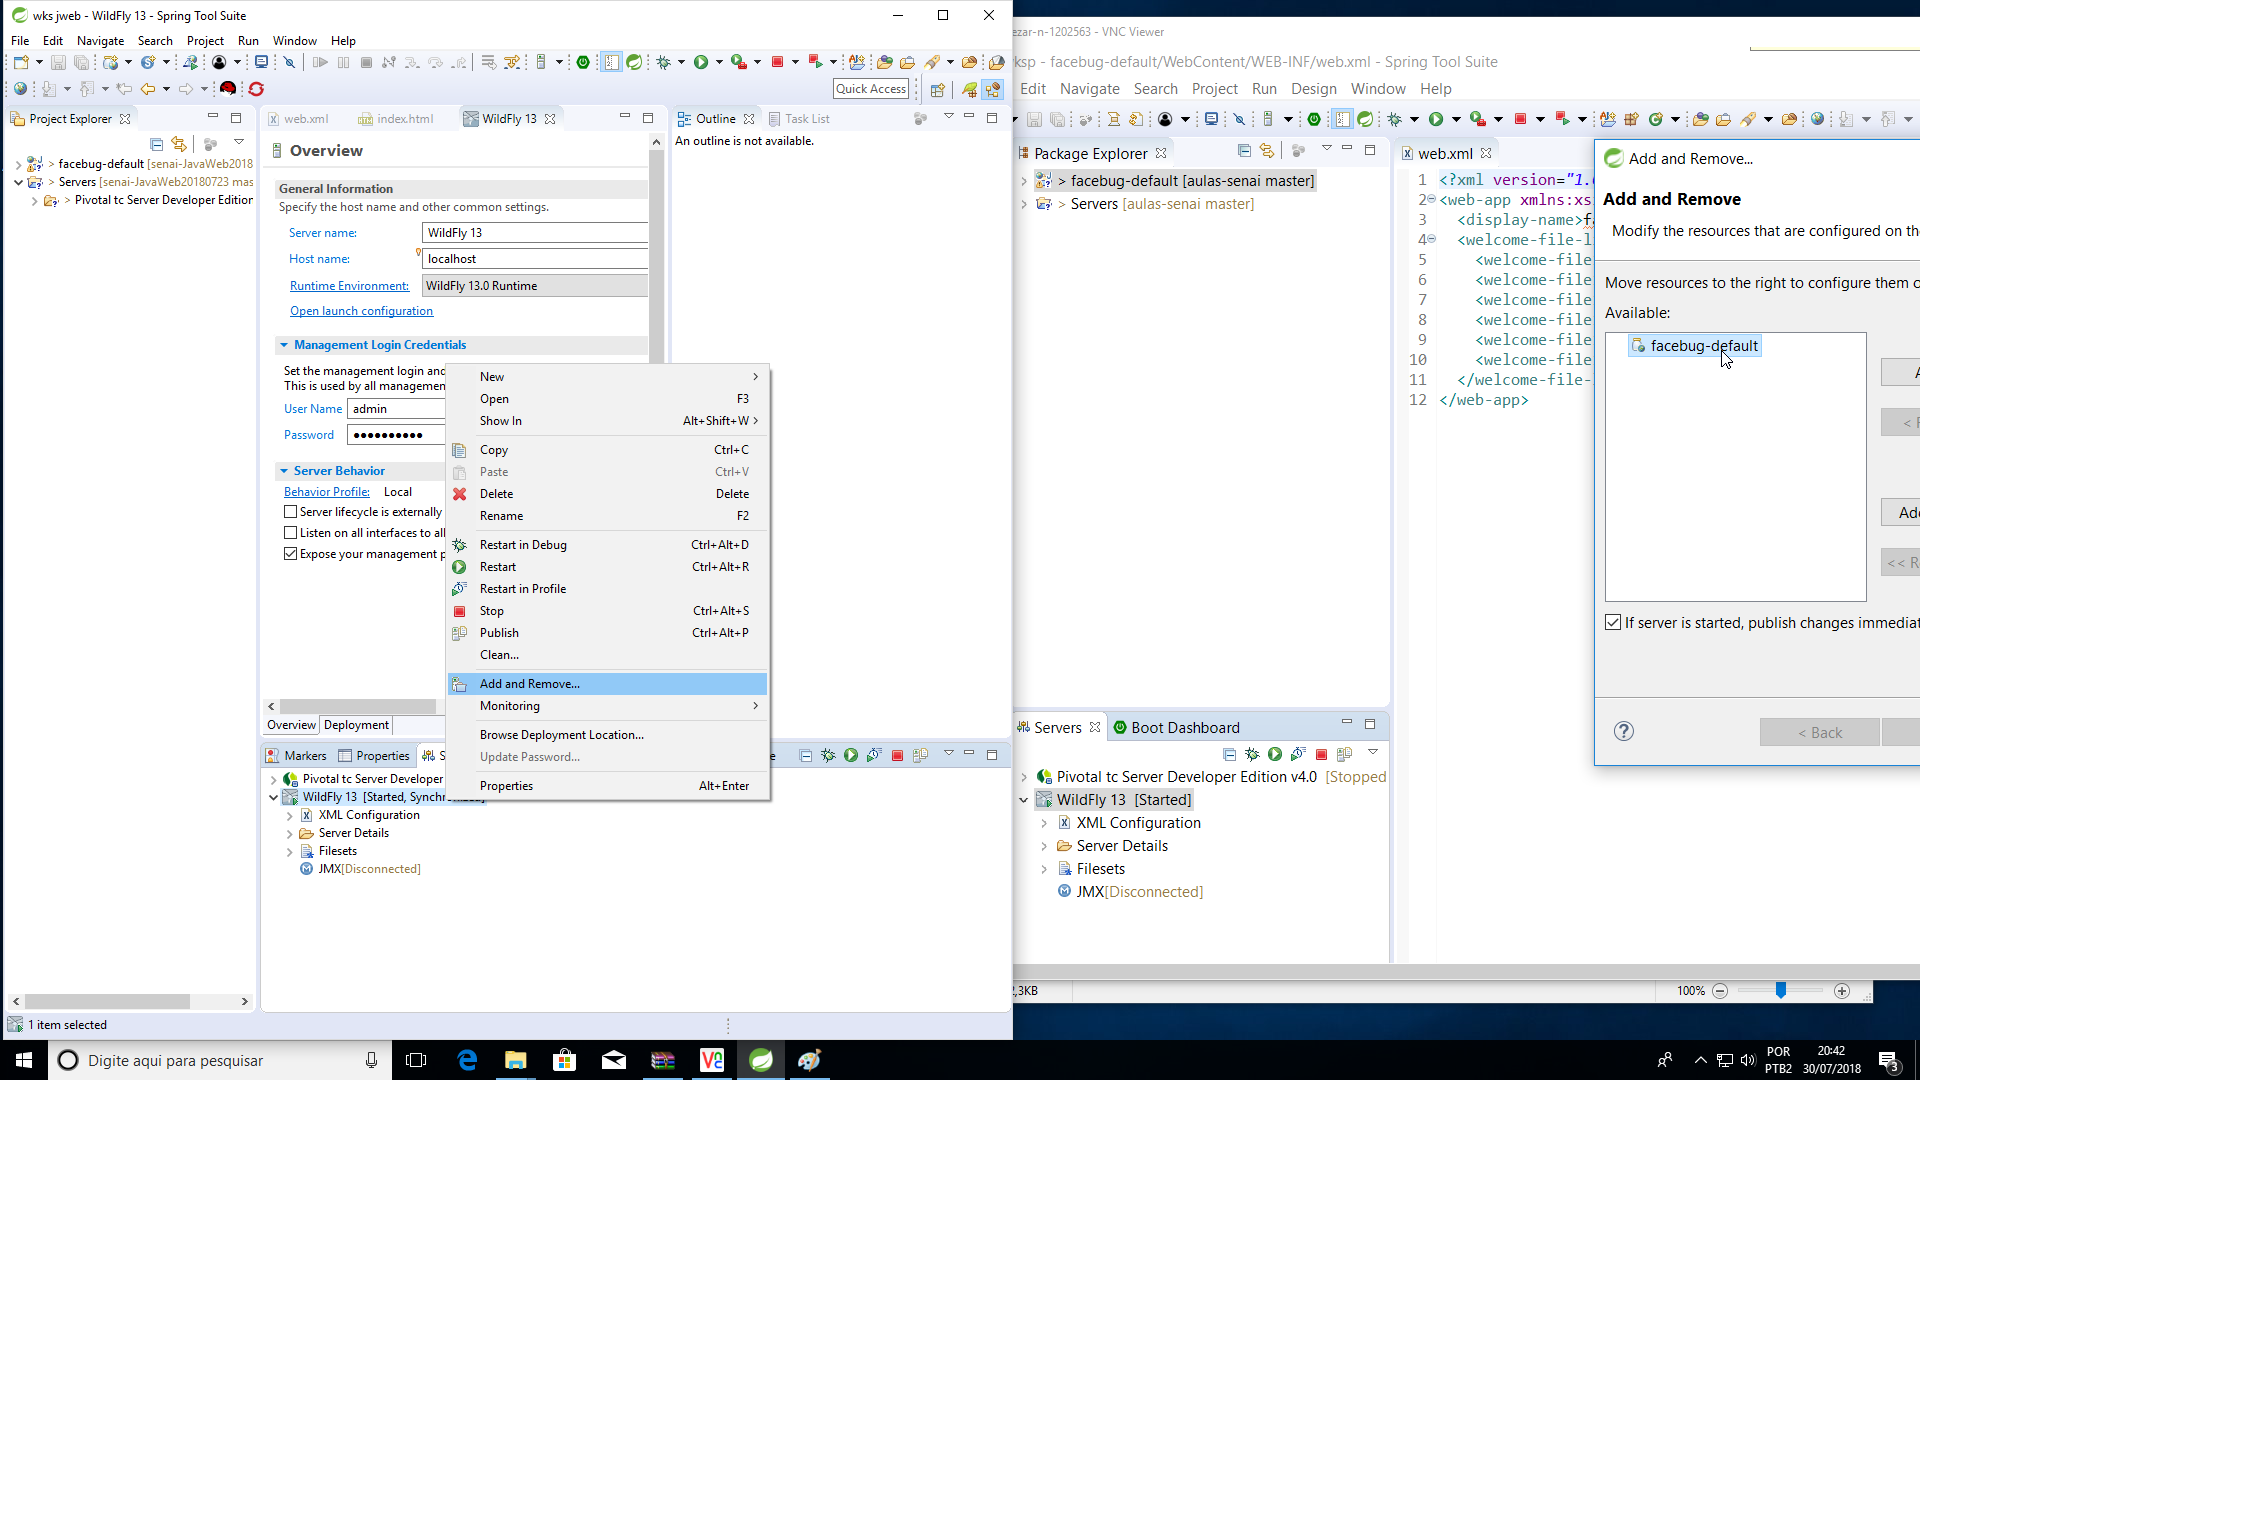 wks jweb - WildFly 13 - Spring Tool Suite
File Edit Navigate Search Project Run Window Help
Quick Access
Project Explorer
> facebug-default [senai-JavaWeb2018
> Servers [senai-JavaWeb20180723 mas
> Pivotal tc Server Developer Edition
web.xml index.html WildFly 13
Overview
General Information
Specify the host name and other common settings.
Server name: WildFly 13
Host name: localhost
Runtime Environment: WildFly 13.0 Runtime
Open launch configuration
Management Login Credentials
Set the management login and
This is used by all managemen
User Name admin
Password ●●●●●●●●●●
Server Behavior
Behavior Profile: Local
Server lifecycle is externally
Listen on all interfaces to all
Expose your management p
Overview Deployment
Outline Task List
An outline is not available.
New
Open F3
Show In Alt+Shift+W >
Copy Ctrl+C
Paste Ctrl+V
Delete Delete
Rename F2
Restart in Debug Ctrl+Alt+D
Restart Ctrl+Alt+R
Restart in Profile
Stop Ctrl+Alt+S
Publish Ctrl+Alt+P
Clean...
Add and Remove...
Monitoring
Browse Deployment Location...
Update Password...
Properties Alt+Enter
Markers Properties S
Pivotal tc Server Developer
WildFly 13 [Started, Synchronized]
XML Configuration
Server Details
Filesets
JMX[Disconnected]
1 item selected
ezar-n-1202563 - VNC Viewer
ksp - facebug-default/WebContent/WEB-INF/web.xml - Spring Tool Suite
Edit Navigate Search Project Run Design Window Help
Package Explorer
> facebug-default [aulas-senai master]
> Servers [aulas-senai master]
web.xml
1 <?xml version="1.
2 <web-app xmlns:xs
3 <display-name>f
4 <welcome-file-l
5 <welcome-file
6 <welcome-file
7 <welcome-file
8 <welcome-file
9 <welcome-file
10 <welcome-file
11 </welcome-file-
12 </web-app>
Add and Remove...
Add and Remove
Modify the resources that are configured on th
Move resources to the right to configure them o
Available:
facebug-default
A
<
Add
<< R
If server is started, publish changes immediat
< Back
Servers Boot Dashboard
Pivotal tc Server Developer Edition v4.0 [Stopped
WildFly 13 [Started]
XML Configuration
Server Details
Filesets
JMX[Disconnected]
,3KB
100%
Digite aqui para pesquisar
POR
PTB2
20:42
30/07/2018
3